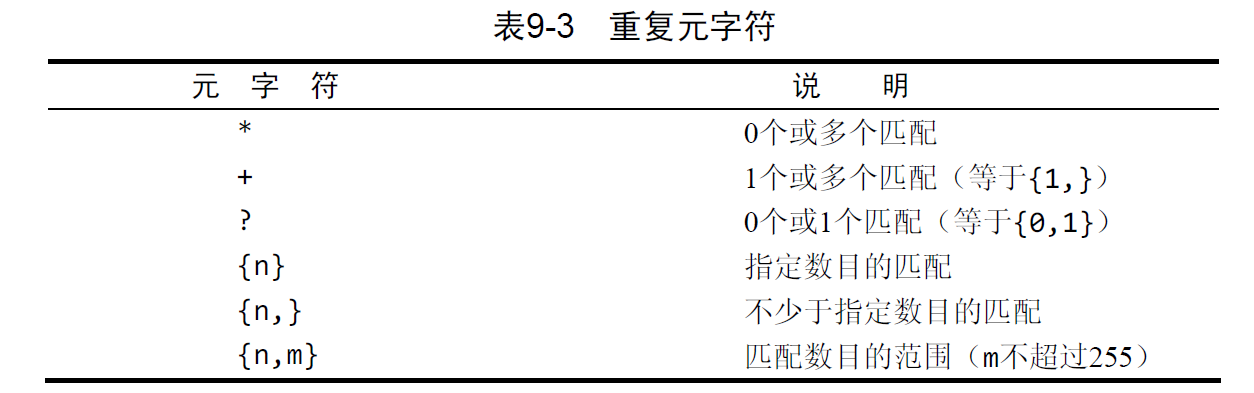 表9-3 重复元字符
元 字 符 说 明
* 0个或多个匹配
+ 1个或多个匹配（等于{1,}）
? 0个或1个匹配（等于{0,1}）
{n} 指定数目的匹配
{n,} 不少于指定数目的匹配
{n,m} 匹配数目的范围（m不超过255）